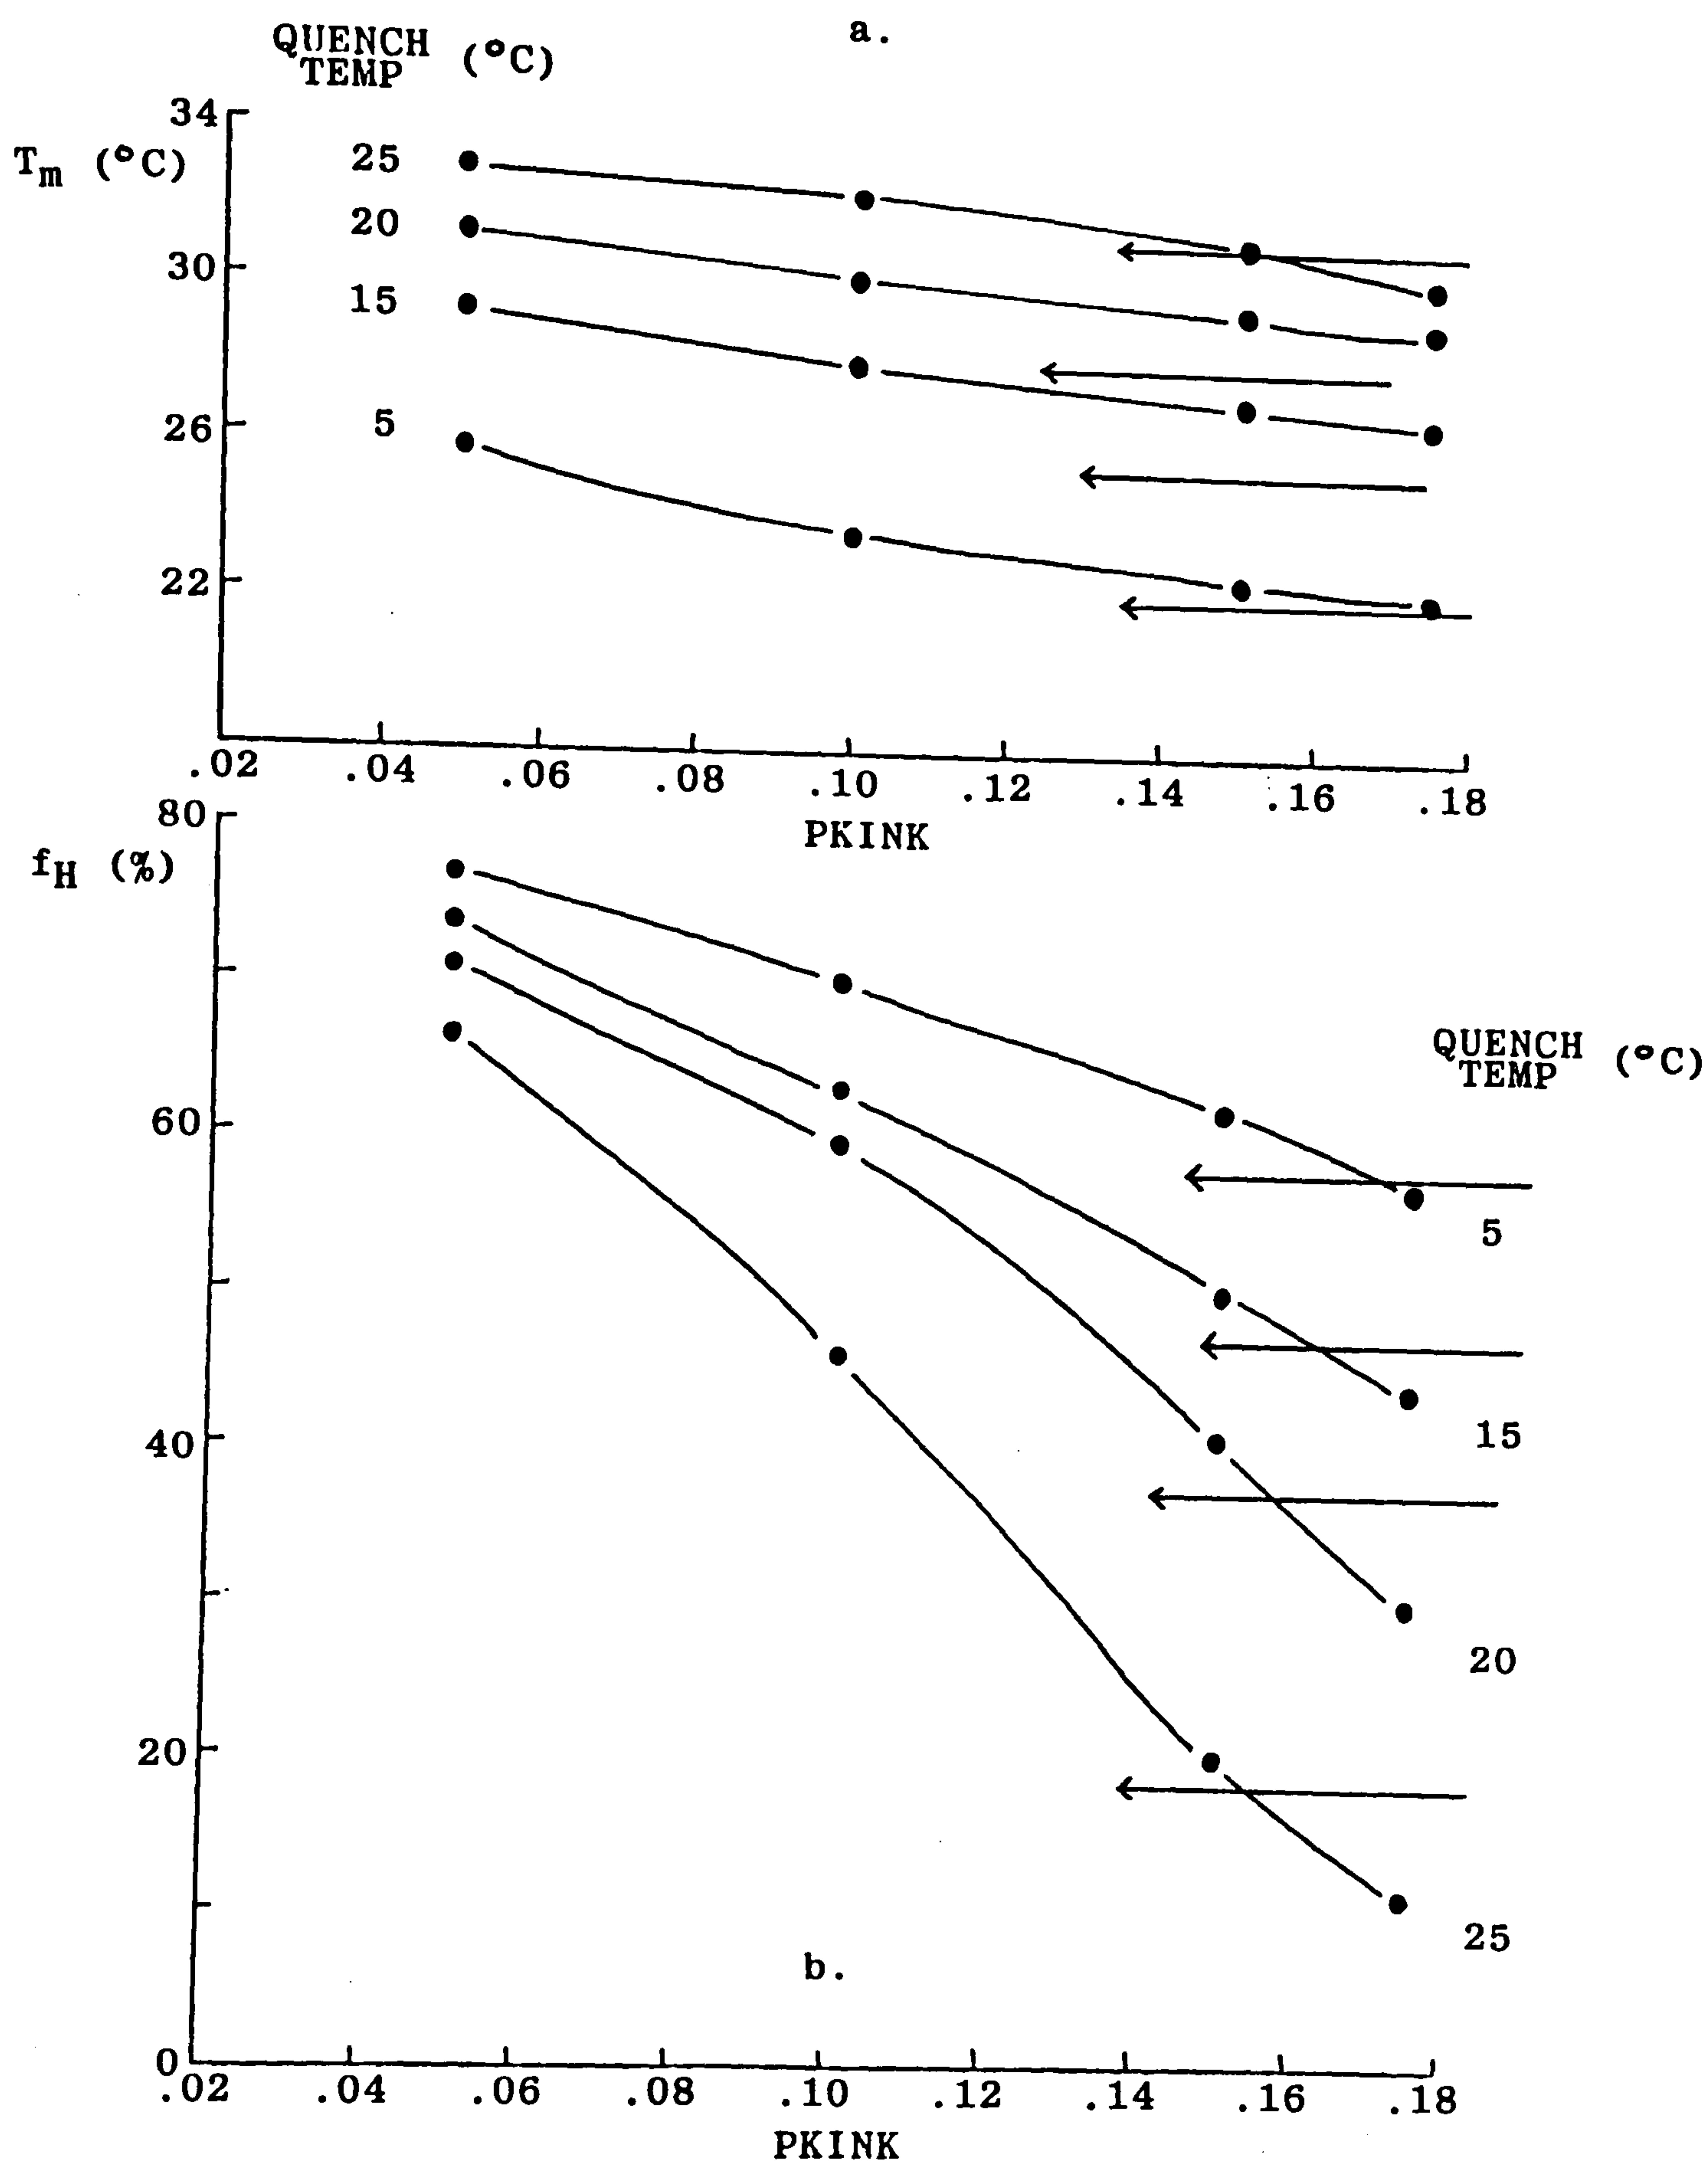 a.
QUENCH (°C)
TEMP
34
Tm (°C)
25
20
30
15
26
5
22
.02 .04 .06 .08 .10 .12 .14 .16 .18
PKINK
80
fH (%)
QUENCH (°C)
TEMP
60
5
15
40
20
20
25
b.
0
.02 .04 .06 .08 .10 .12 .14 .16 .18
PKINK